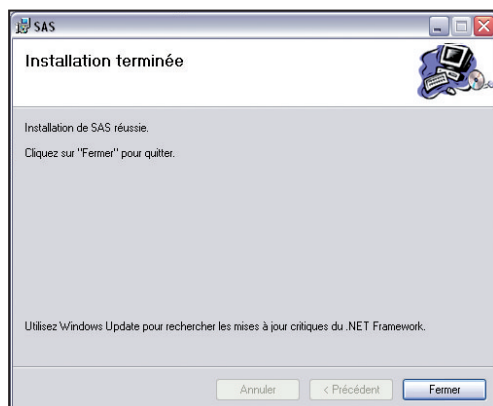 SAS
Installation terminée
Installation de SAS réussie.
Cliquez sur "Fermer" pour quitter.
Utilisez Windows Update pour rechercher les mises à jour critiques du .NET Framework.
Annuler
< Précédent
Fermer